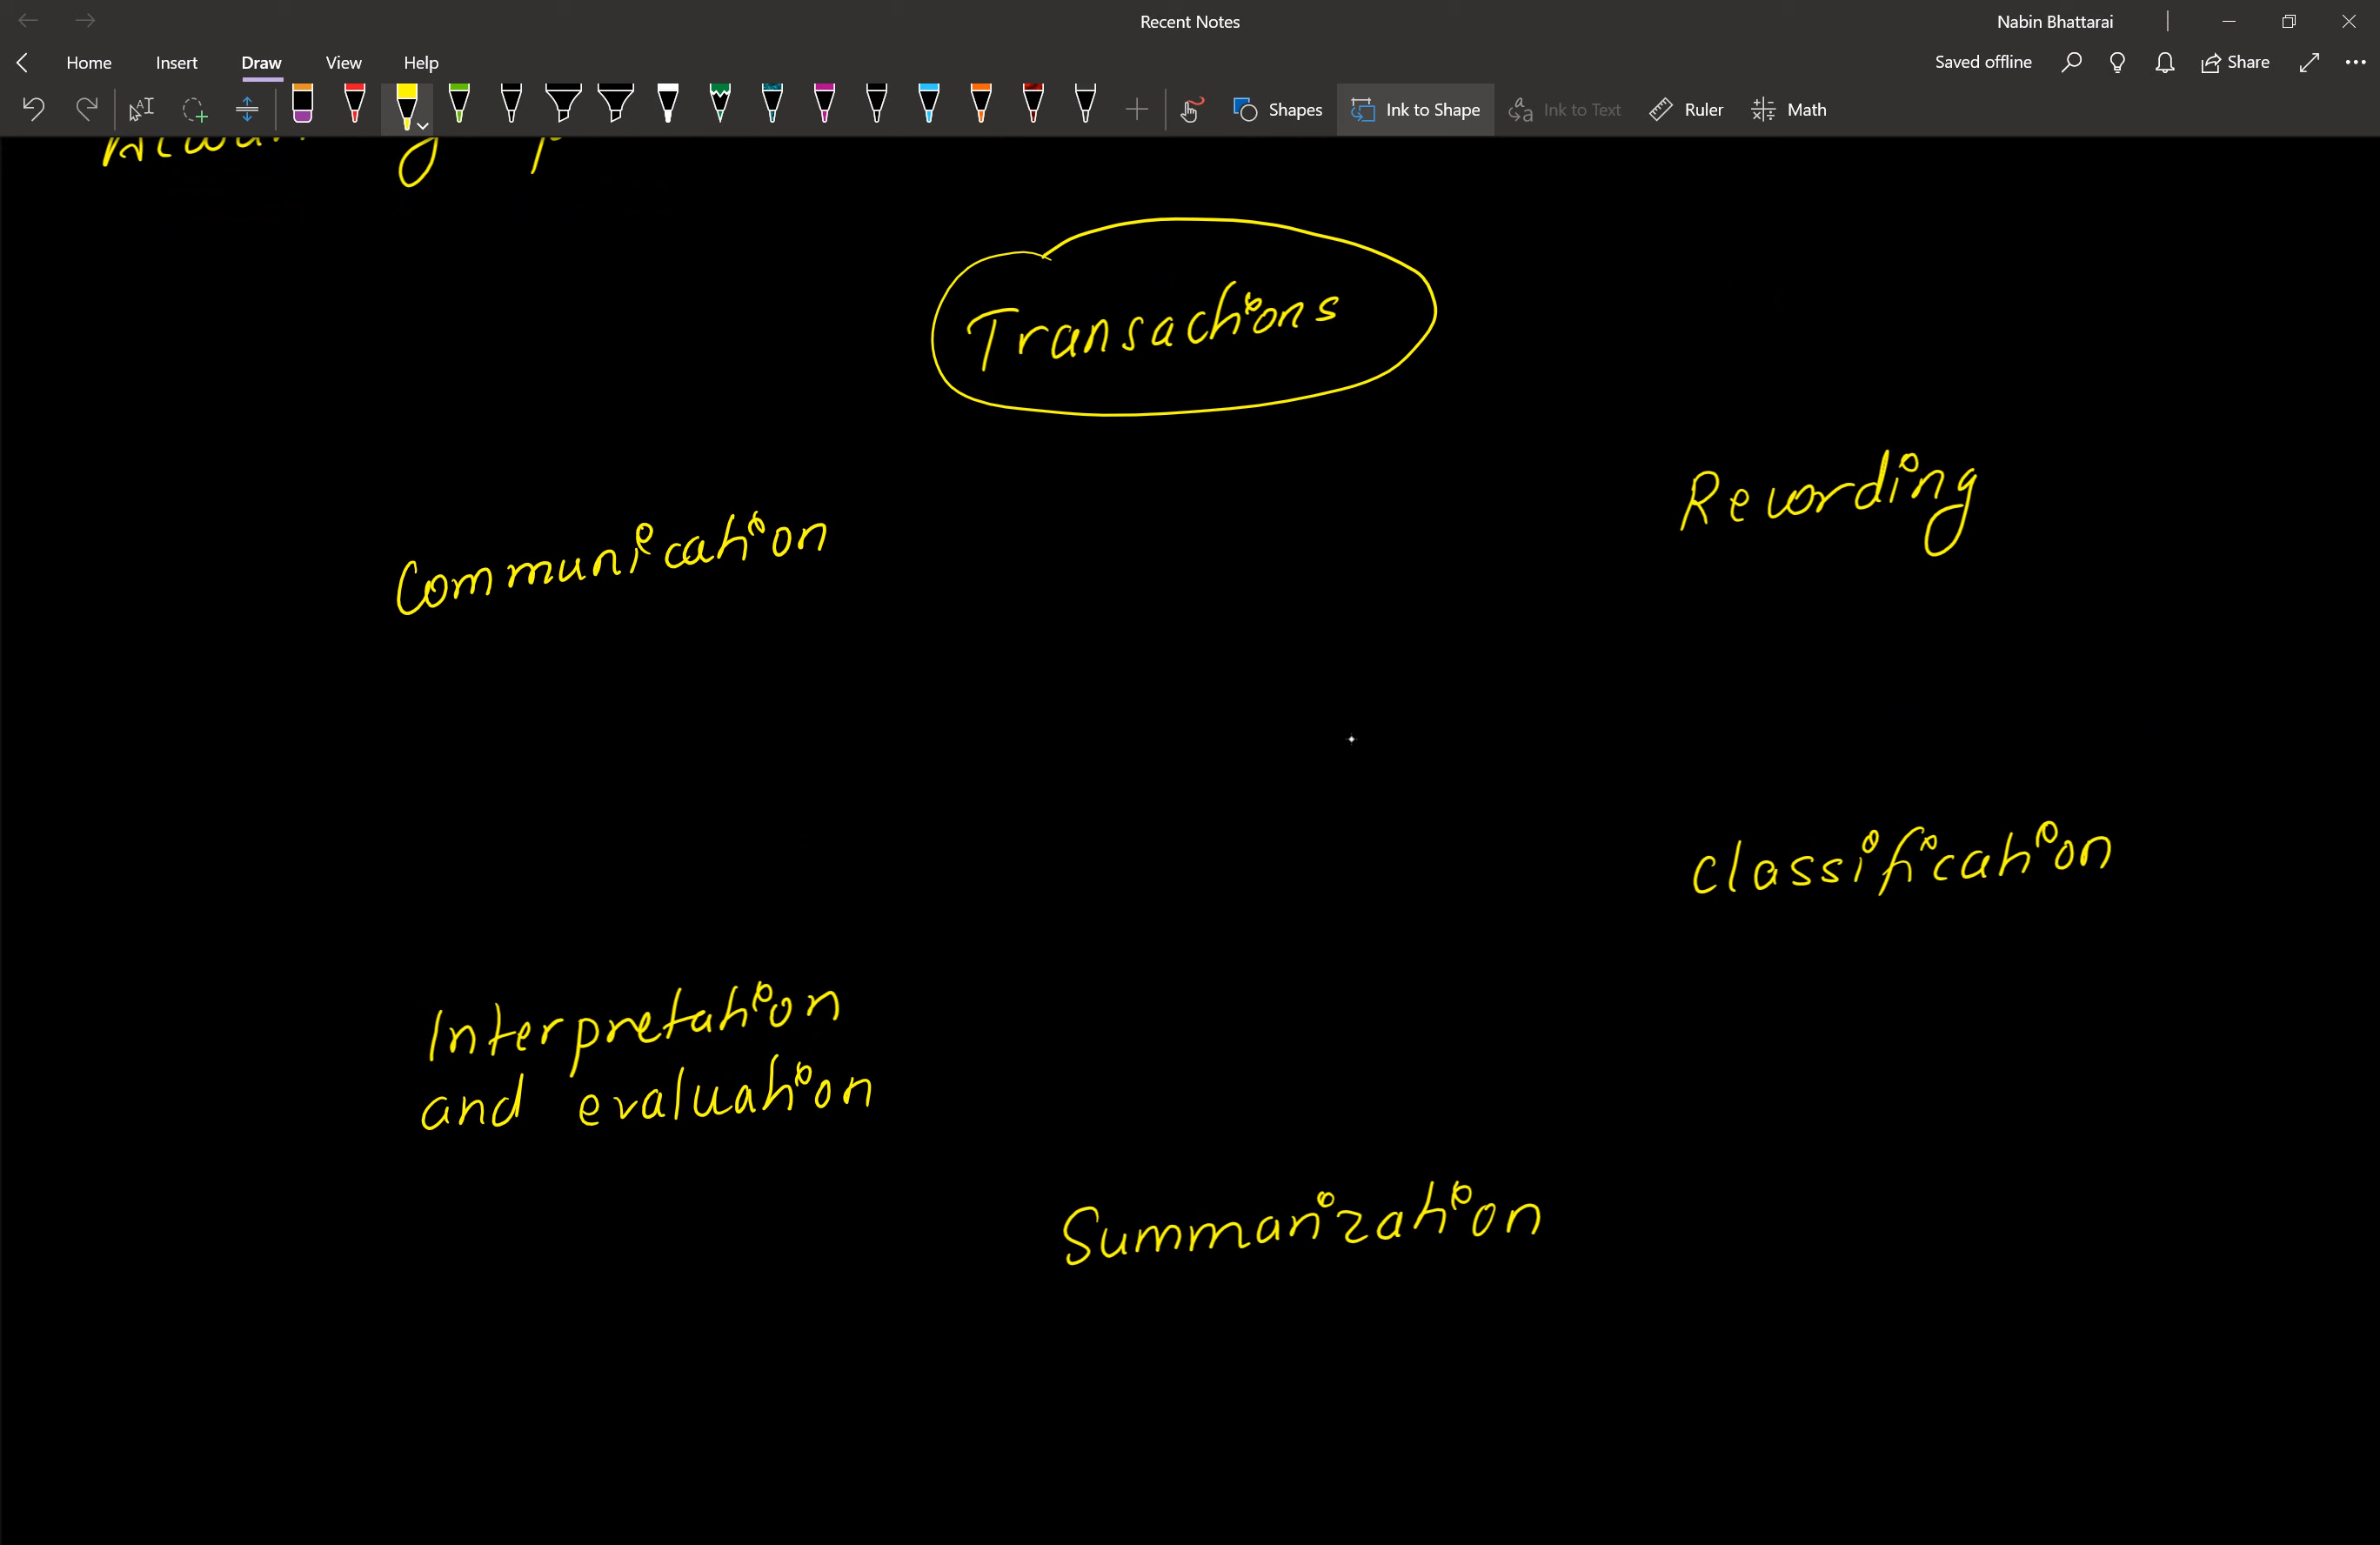 Recent Notes
Nabin Bhattarai
Home Insert Draw View Help
Saved offline
Share
Shapes
Ink to Shape
Ink to Text
Ruler
Math
Transactions
Recording
Communication
Classification
Interpretation
and evaluation
Summarization